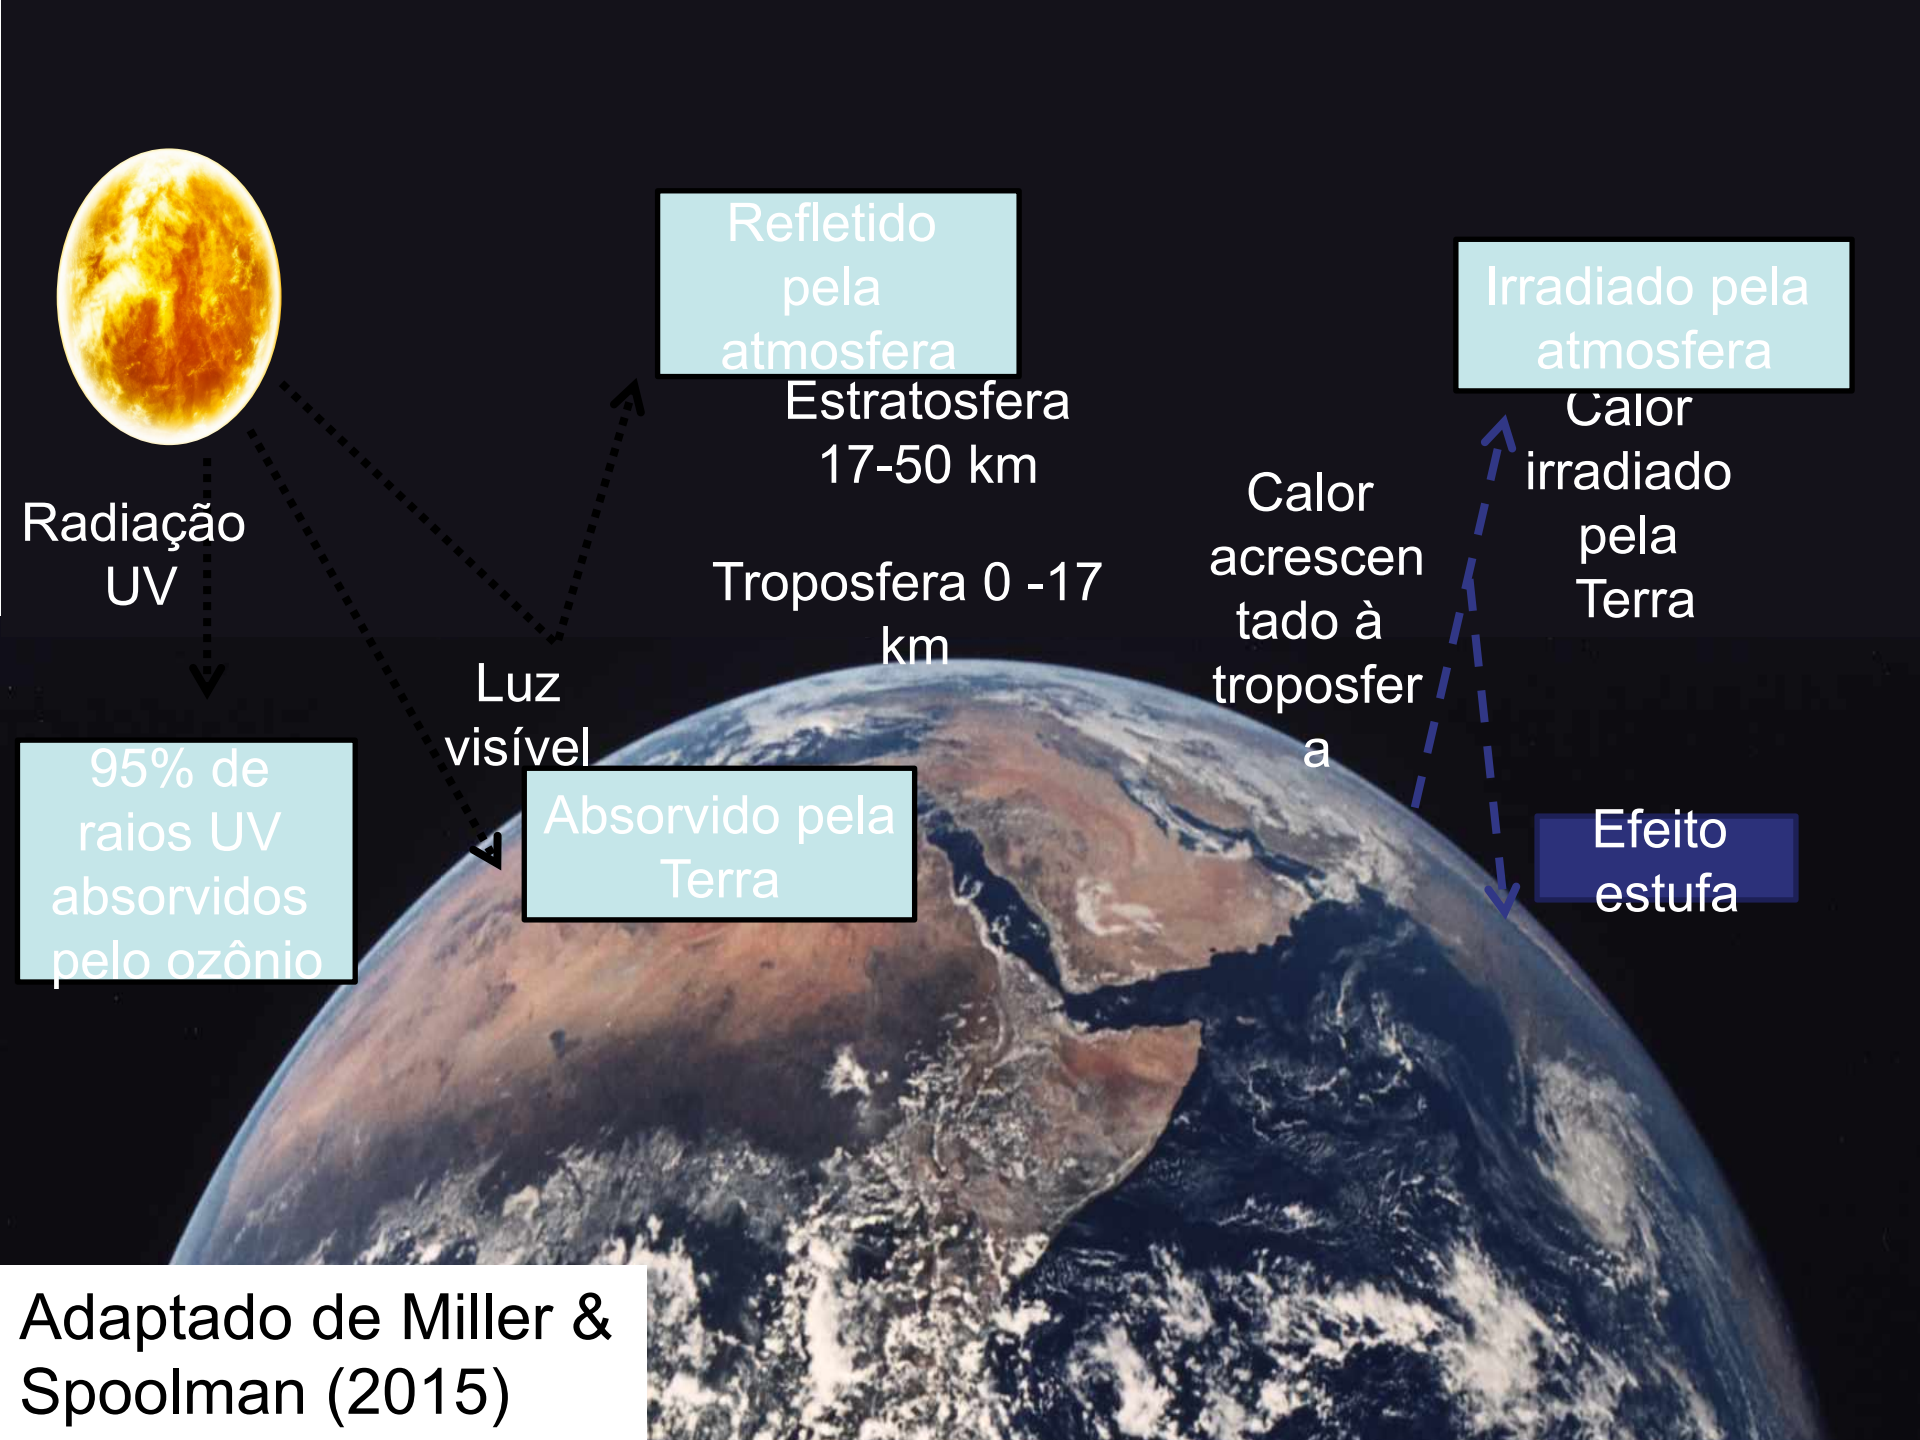 Refletido
pela
atmosfera
Irradiado pela
atmosfera
Estratosfera
17-50 km
Calor
irradiado
pela
Terra
Calor
acrescen
tado à
troposfer
a
Radiação
UV
Troposfera 0 -17
km
Luz
visível
95% de
raios UV
absorvidos
pelo ozônio
Absorvido pela
Terra
Efeito
estufa
Adaptado de Miller &
Spoolman (2015)